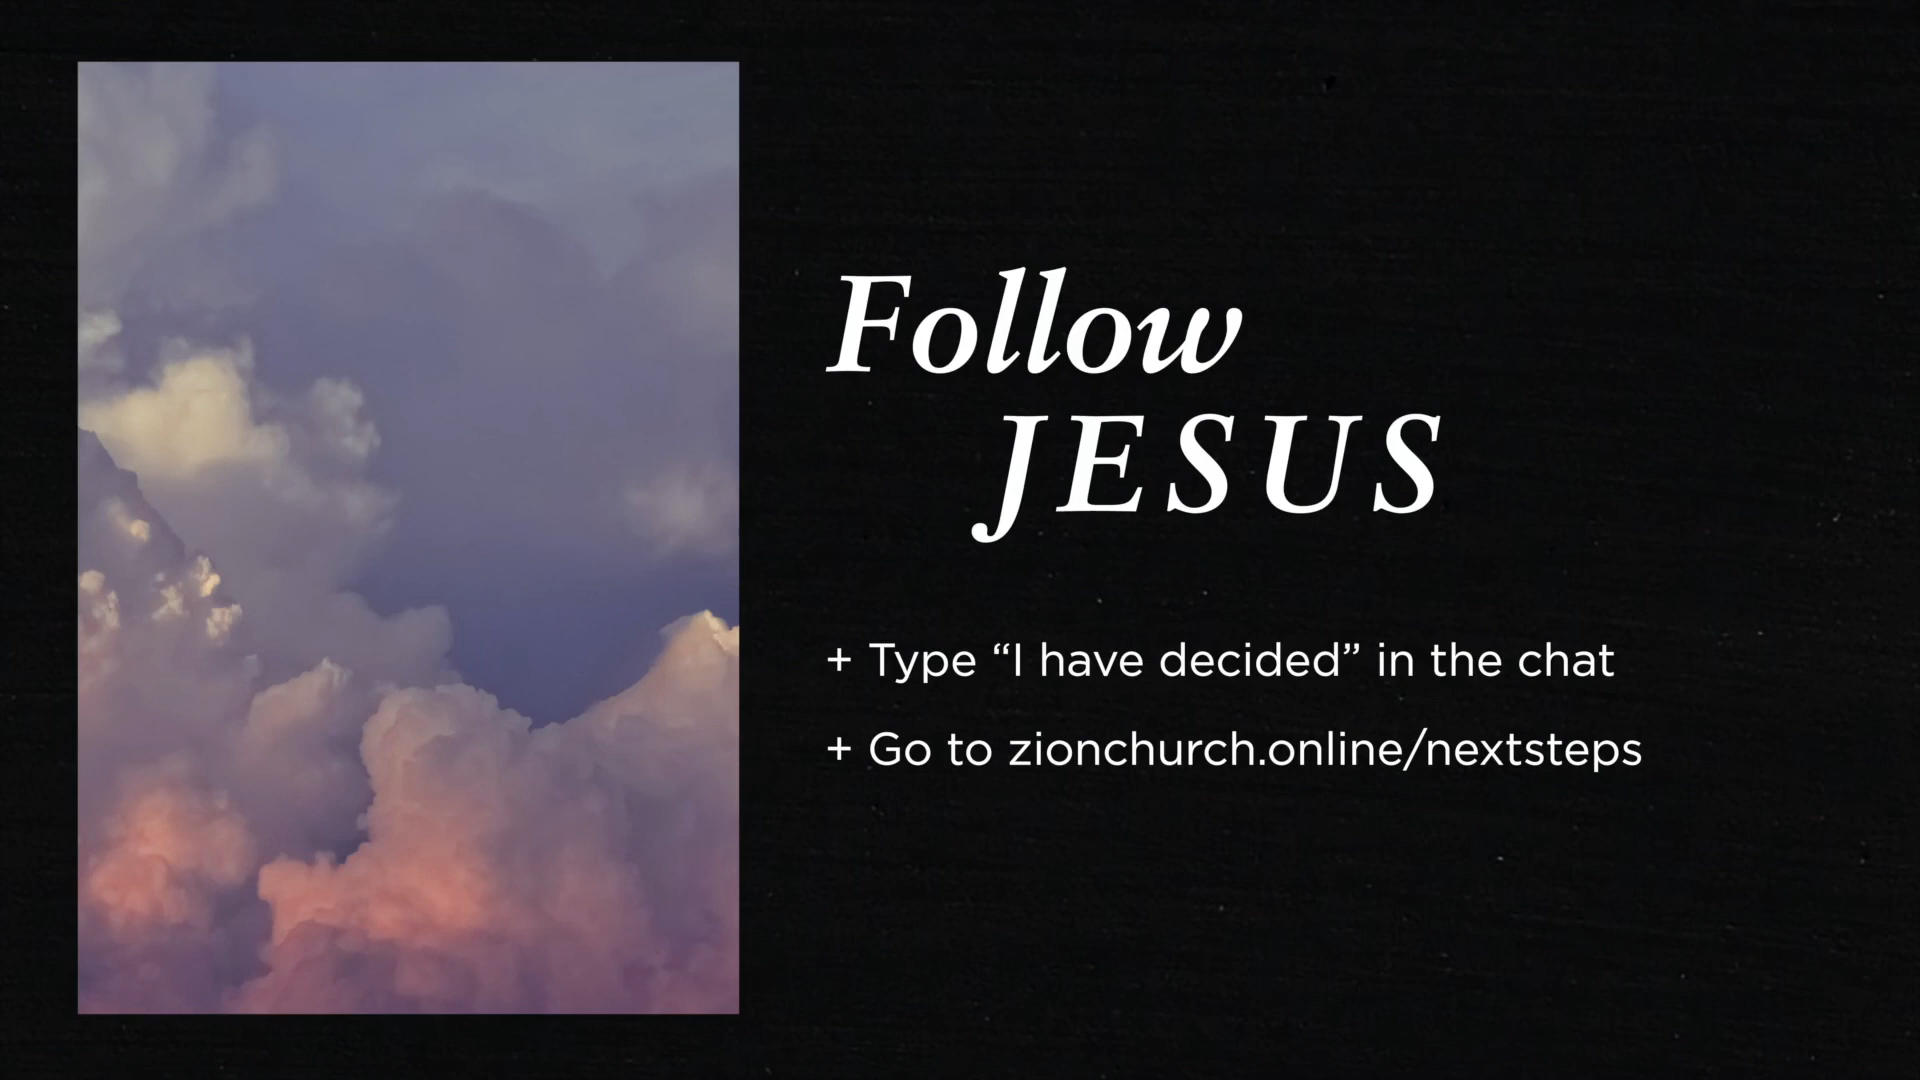 Follow
JESUS
+ Type “I have decided” in the chat
+ Go to zionchurch.online/nextsteps